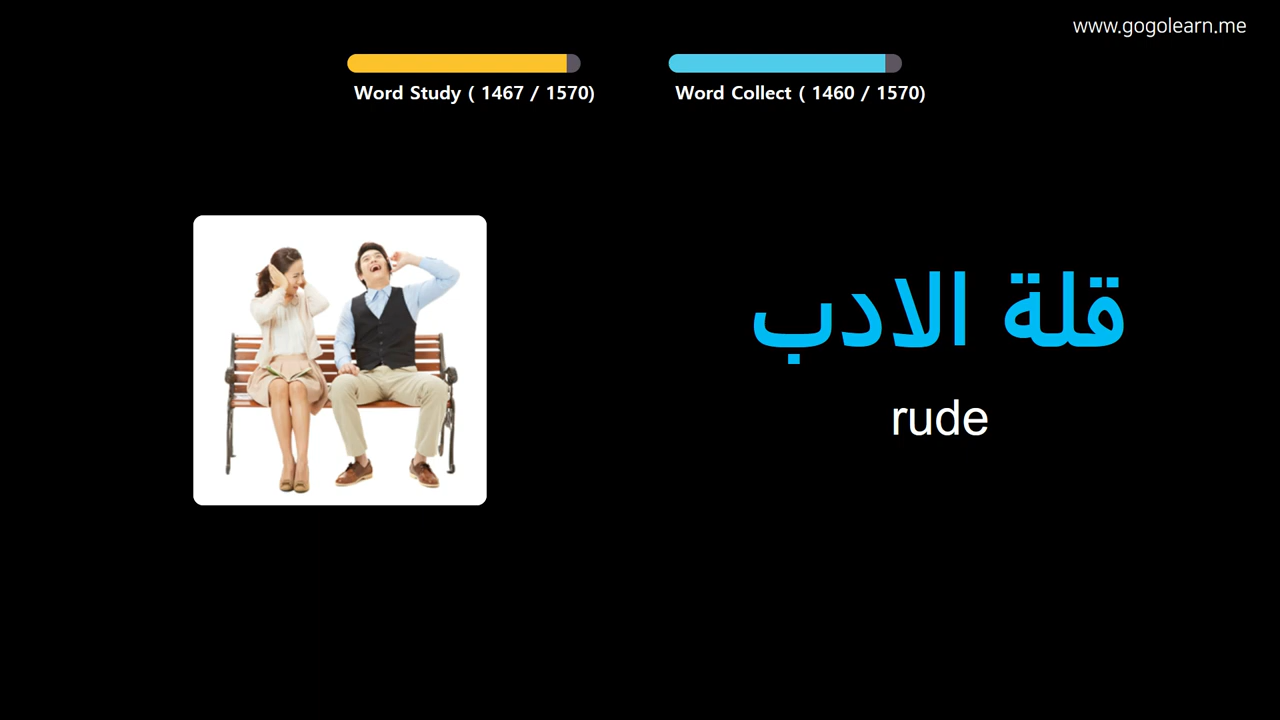 www.gogolearn.me
Word Study ( 1467 / 1570)
Word Collect ( 1460 / 1570)
قلة الادب
rude